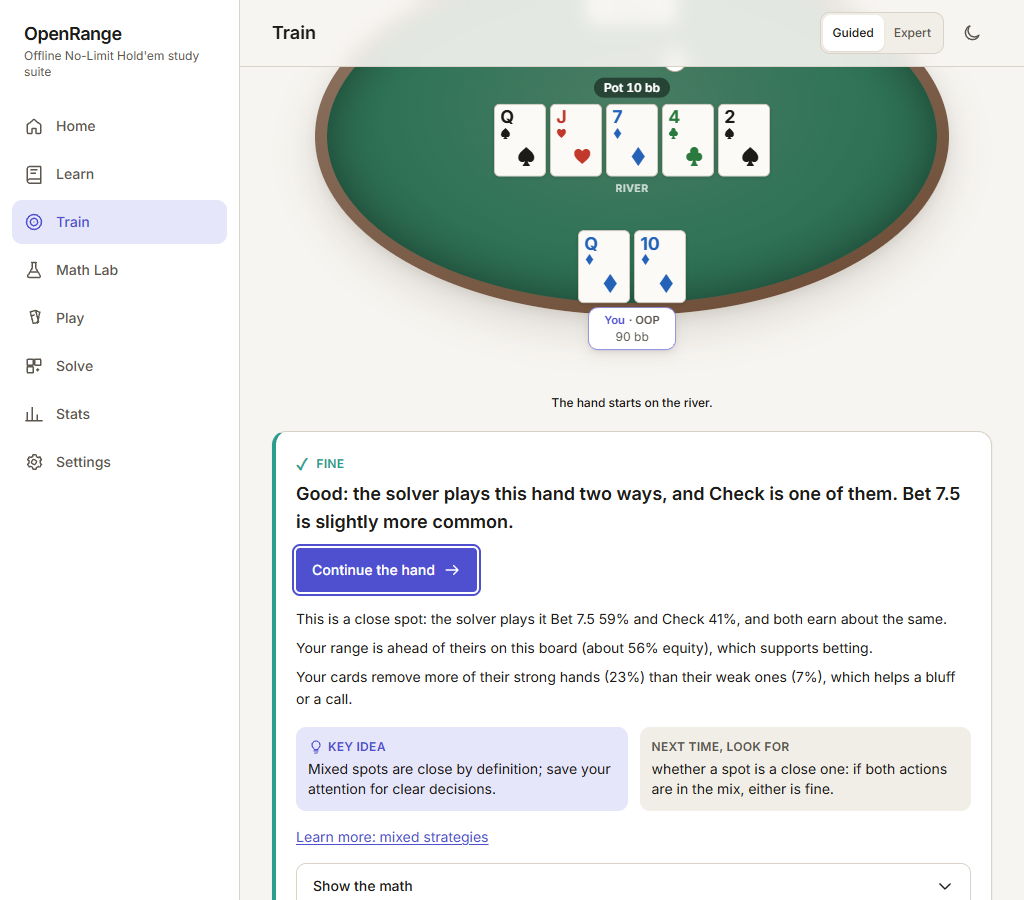 OpenRange
Offline No-Limit Hold'em study
suite
Home
Learn
Train
Math Lab
Play
Solve
Stats
Settings
Train
Guided
Expert
Pot 10 bb
Q
J
7
4
2
RIVER
Q
10
You · OOP
90 bb
The hand starts on the river.
FINE
Good: the solver plays this hand two ways, and Check is one of them. Bet 7.5
is slightly more common.
Continue the hand →
This is a close spot: the solver plays it Bet 7.5 59% and Check 41%, and both earn about the same.
Your range is ahead of theirs on this board (about 56% equity), which supports betting.
Your cards remove more of their strong hands (23%) than their weak ones (7%), which helps a bluff
or a call.
KEY IDEA
Mixed spots are close by definition; save your
attention for clear decisions.
NEXT TIME, LOOK FOR
whether a spot is a close one: if both actions
are in the mix, either is fine.
Learn more: mixed strategies
Show the math